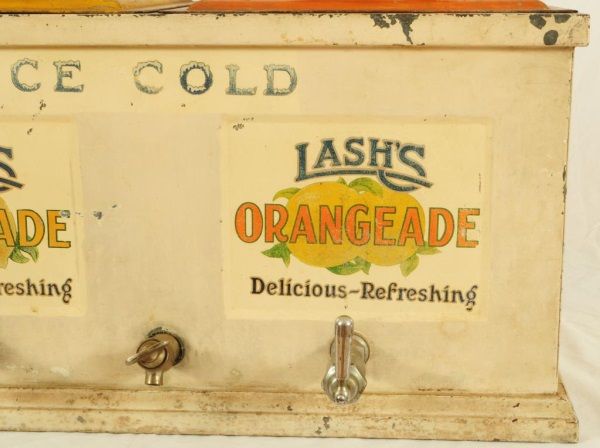 CE COLD
LASH'S
ORANGEADE
Delicious-Refreshing
S
ADE
reshing